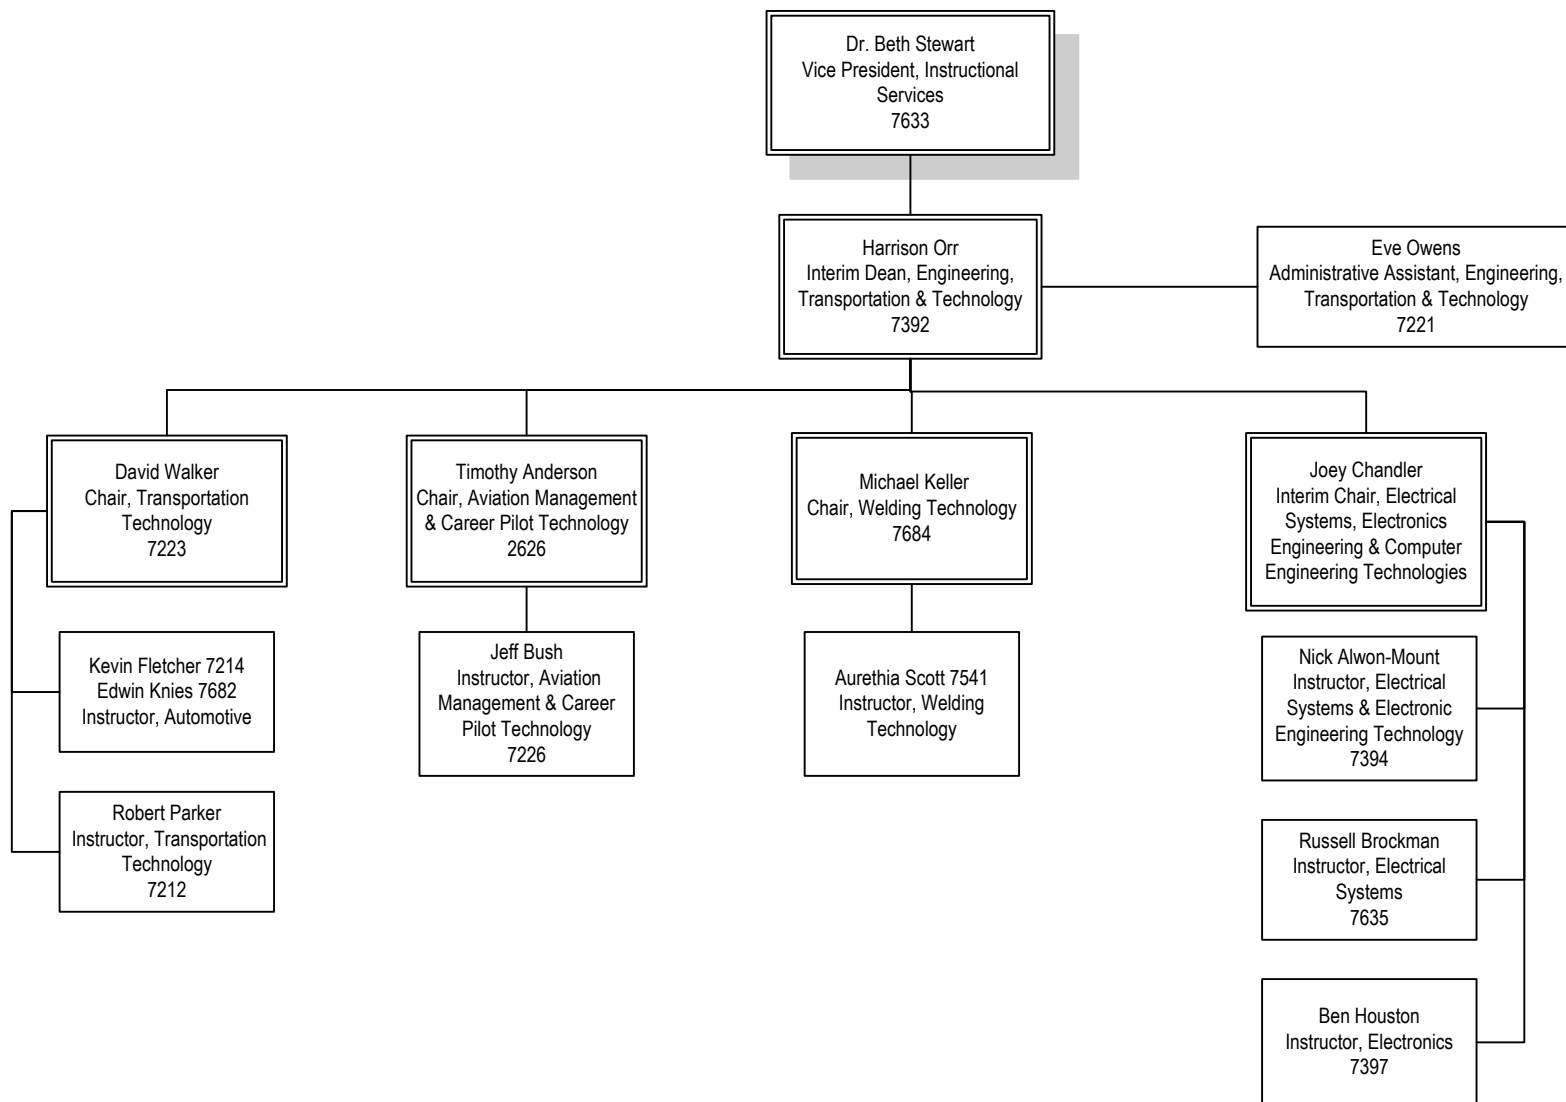 Dr. Beth Stewart
Vice President, Instructional
Services
7633
Harrison Orr
Interim Dean, Engineering,
Transportation & Technology
7392
Eve Owens
Administrative Assistant, Engineering,
Transportation & Technology
7221
David Walker
Chair, Transportation
Technology
7223
Timothy Anderson
Chair, Aviation Management
& Career Pilot Technology
2626
Michael Keller
Chair, Welding Technology
7684
Joey Chandler
Interim Chair, Electrical
Systems, Electronics
Engineering & Computer
Engineering Technologies
Kevin Fletcher 7214
Edwin Knies 7682
Instructor, Automotive
Jeff Bush
Instructor, Aviation
Management & Career
Pilot Technology
7226
Aurethia Scott 7541
Instructor, Welding
Technology
Nick Alwon-Mount
Instructor, Electrical
Systems & Electronic
Engineering Technology
7394
Robert Parker
Instructor, Transportation
Technology
7212
Russell Brockman
Instructor, Electrical
Systems
7635
Ben Houston
Instructor, Electronics
7397